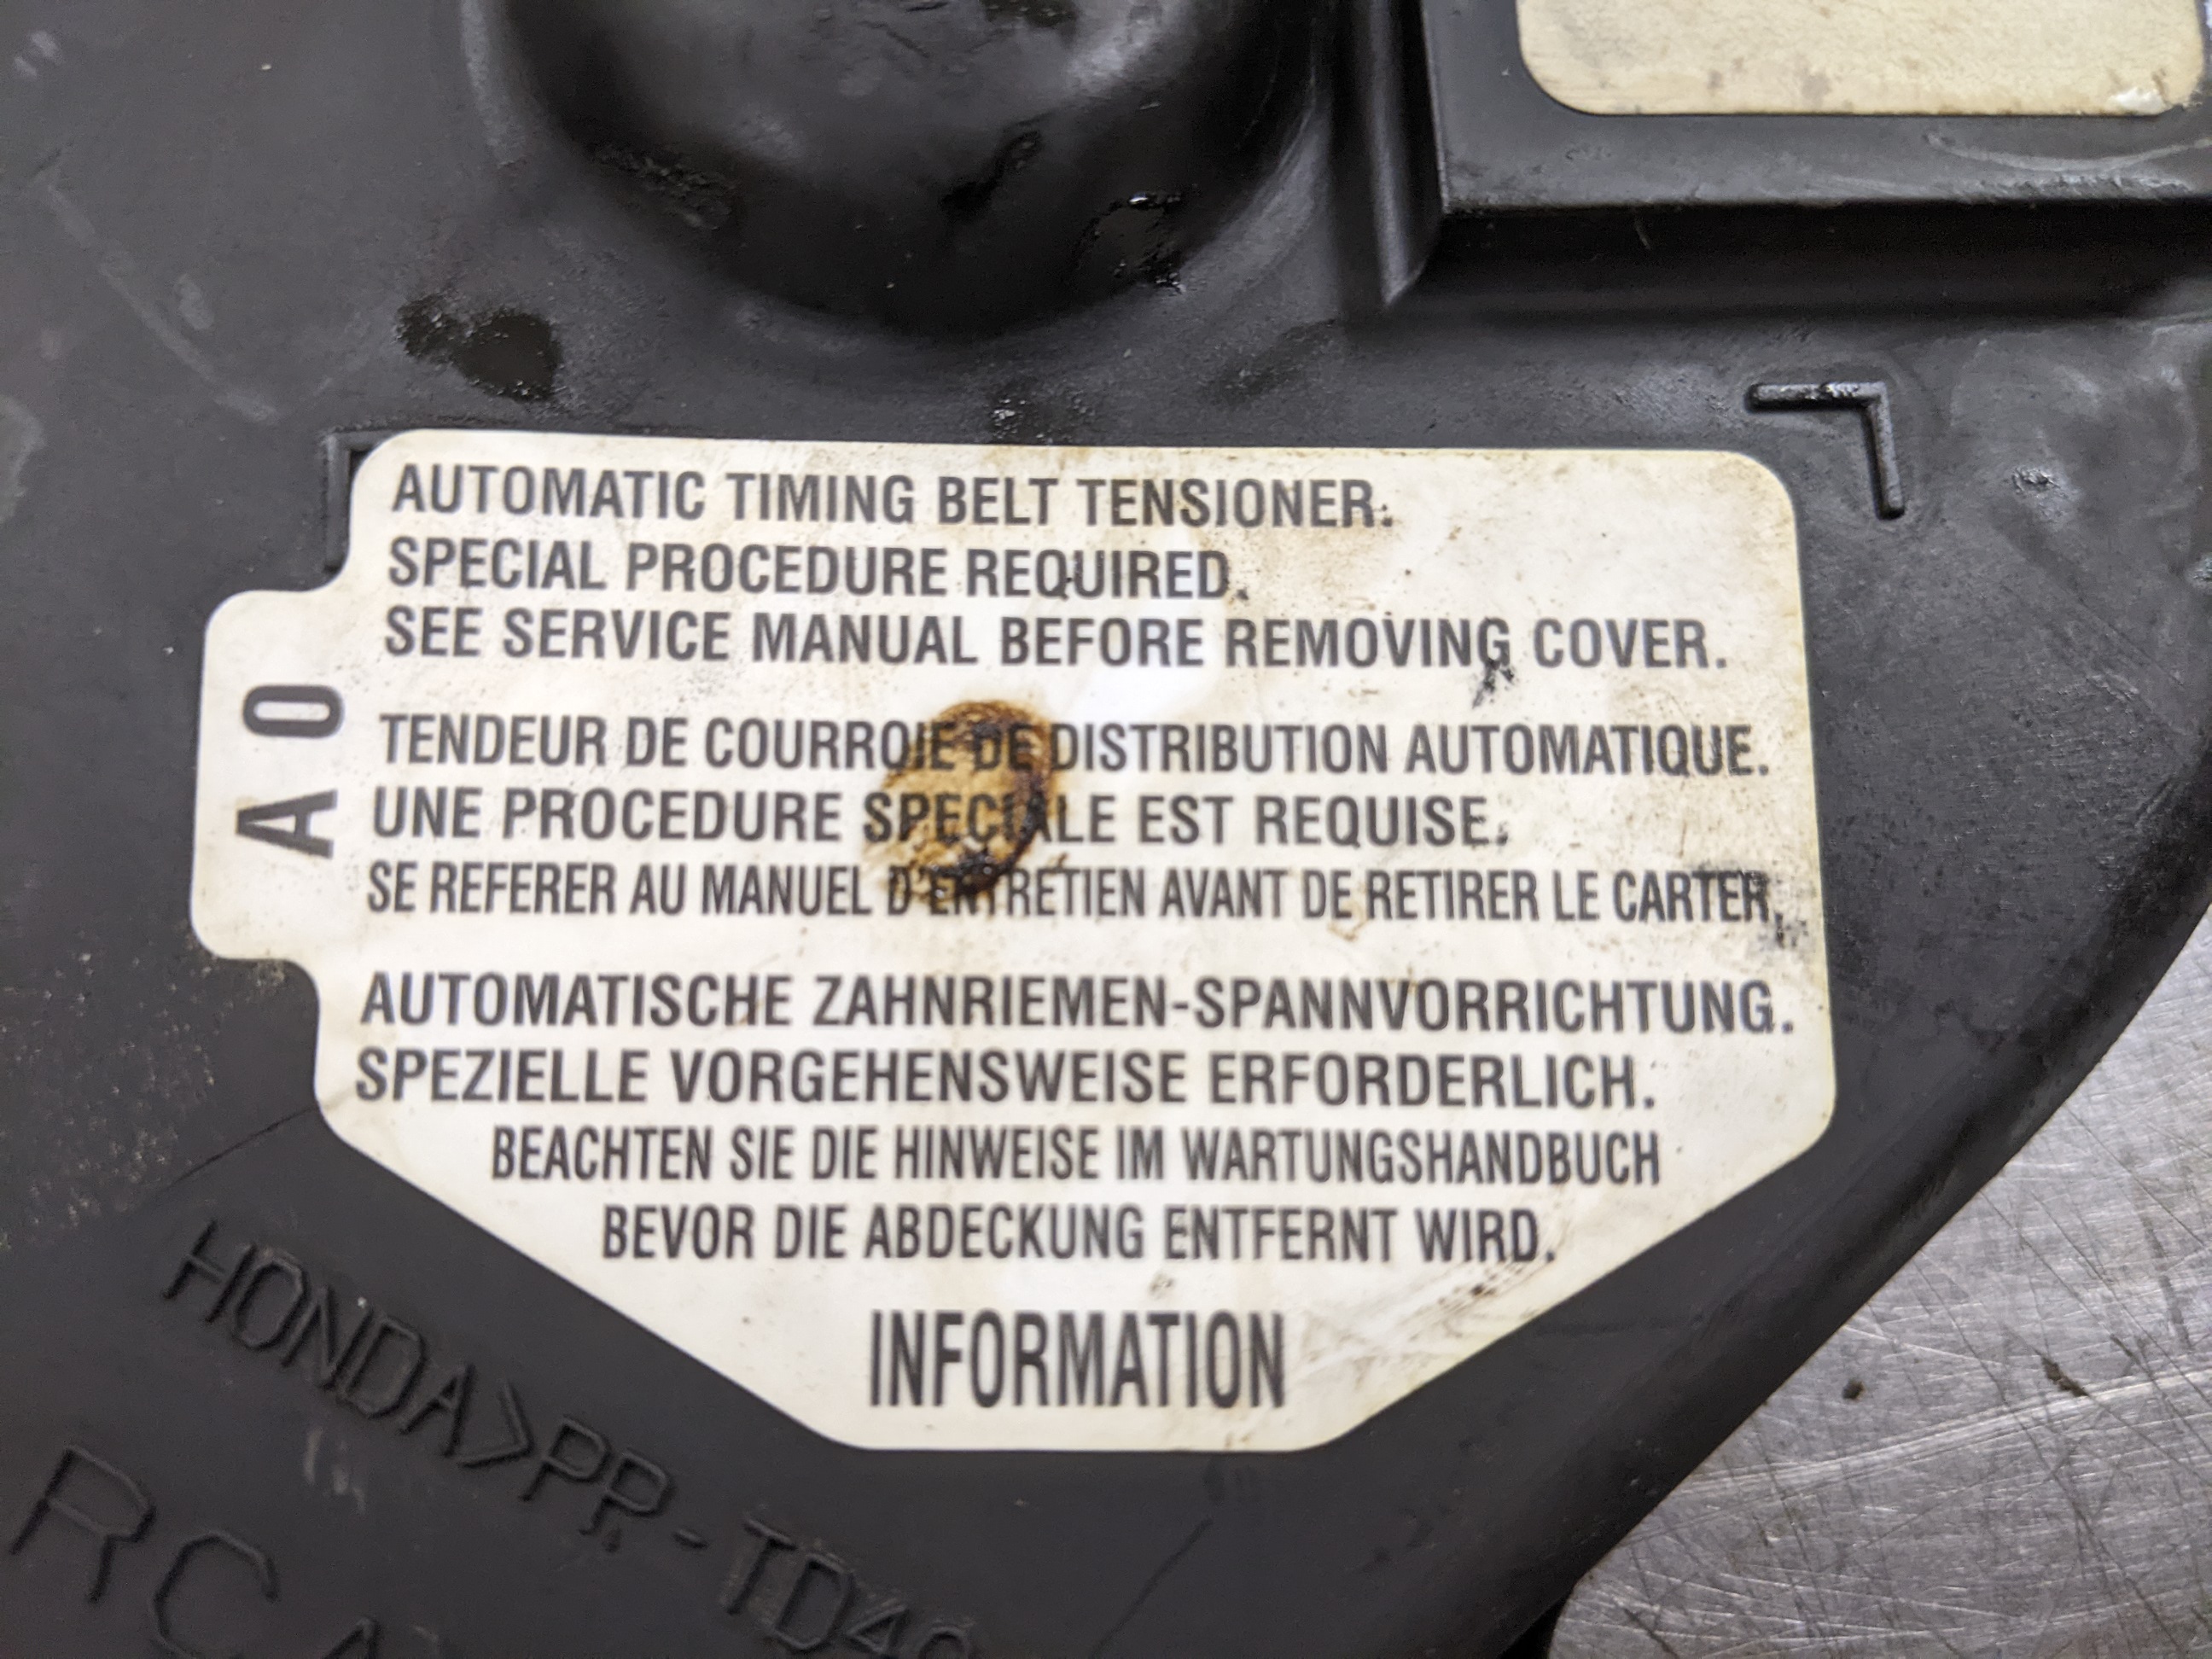 AUTOMATIC TIMING BELT TENSIONER.
SPECIAL PROCEDURE REQUIRED.
SEE SERVICE MANUAL BEFORE REMOVING COVER.
A0
TENDEUR DE COURROIE DE DISTRIBUTION AUTOMATIQUE.
UNE PROCEDURE SPECIALE EST REQUISE.
SE REFERER AU MANUEL D'ENTRETIEN AVANT DE RETIRER LE CARTER.
AUTOMATISCHE ZAHNRIEMEN-SPANNVORRICHTUNG.
SPEZIELLE VORGEHENSWEISE ERFORDERLICH.
BEACHTEN SIE DIE HINWEISE IM WARTUNGSHANDBUCH
BEVOR DIE ABDECKUNG ENTFERNT WIRD.
INFORMATION
HONDA>PP-TD40